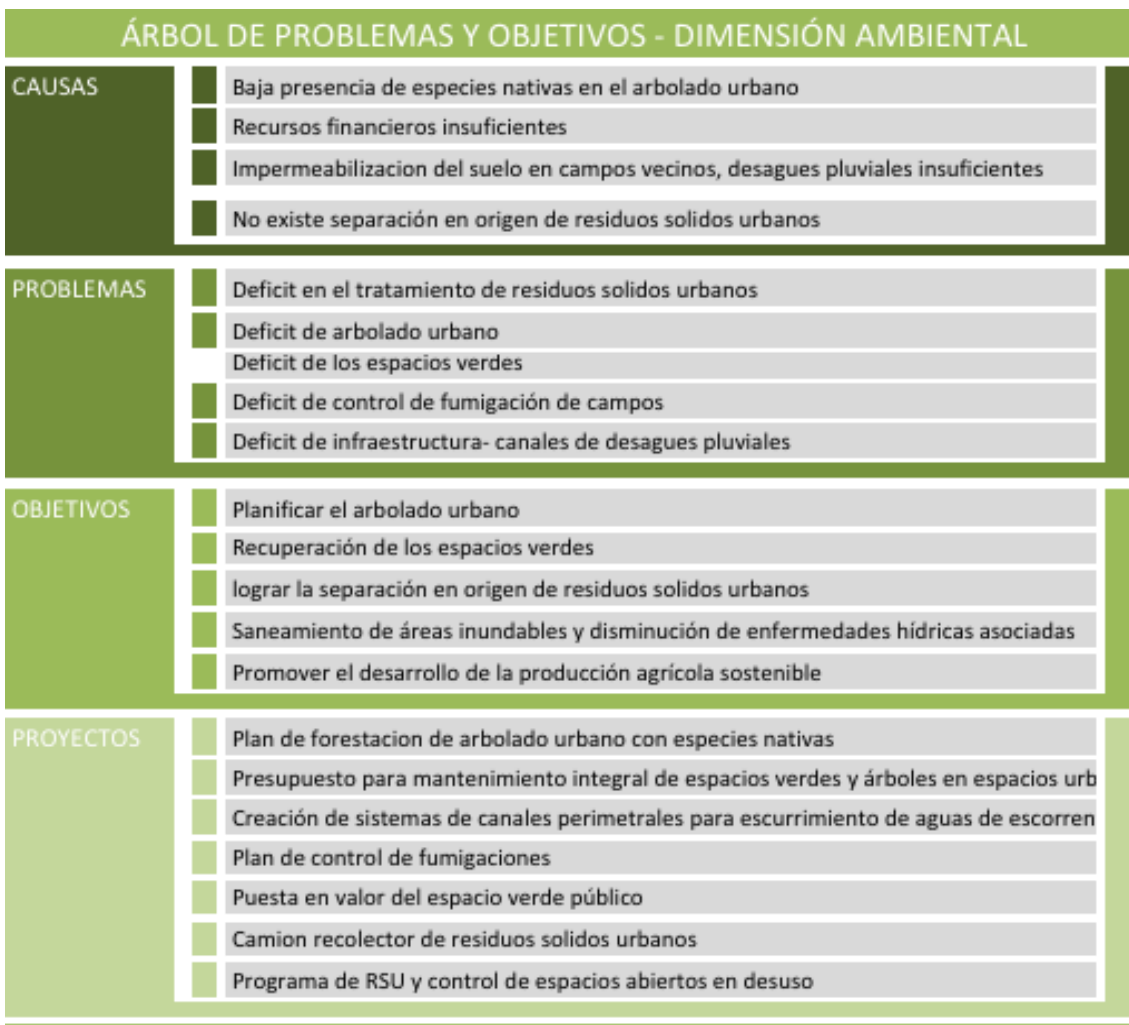 ÁRBOL DE PROBLEMAS Y OBJETIVOS - DIMENSIÓN AMBIENTAL
CAUSAS
Baja presencia de especies nativas en el arbolado urbano
Recursos financieros insuficientes
Impermeabilizacion del suelo en campos vecinos, desagues pluviales insuficientes
No existe separación en origen de residuos solidos urbanos
PROBLEMAS
Deficit en el tratamiento de residuos solidos urbanos
Deficit de arbolado urbano
Deficit de los espacios verdes
Deficit de control de fumigación de campos
Deficit de infraestructura- canales de desagues pluviales
OBJETIVOS
Planificar el arbolado urbano
Recuperación de los espacios verdes
lograr la separación en origen de residuos solidos urbanos
Saneamiento de áreas inundables y disminución de enfermedades hídricas asociadas
Promover el desarrollo de la producción agrícola sostenible
PROYECTOS
Plan de forestacion de arbolado urbano con especies nativas
Presupuesto para mantenimiento integral de espacios verdes y árboles en espacios urb
Creación de sistemas de canales perimetrales para escurrimiento de aguas de escorren
Plan de control de fumigaciones
Puesta en valor del espacio verde público
Camion recolector de residuos solidos urbanos
Programa de RSU y control de espacios abiertos en desuso